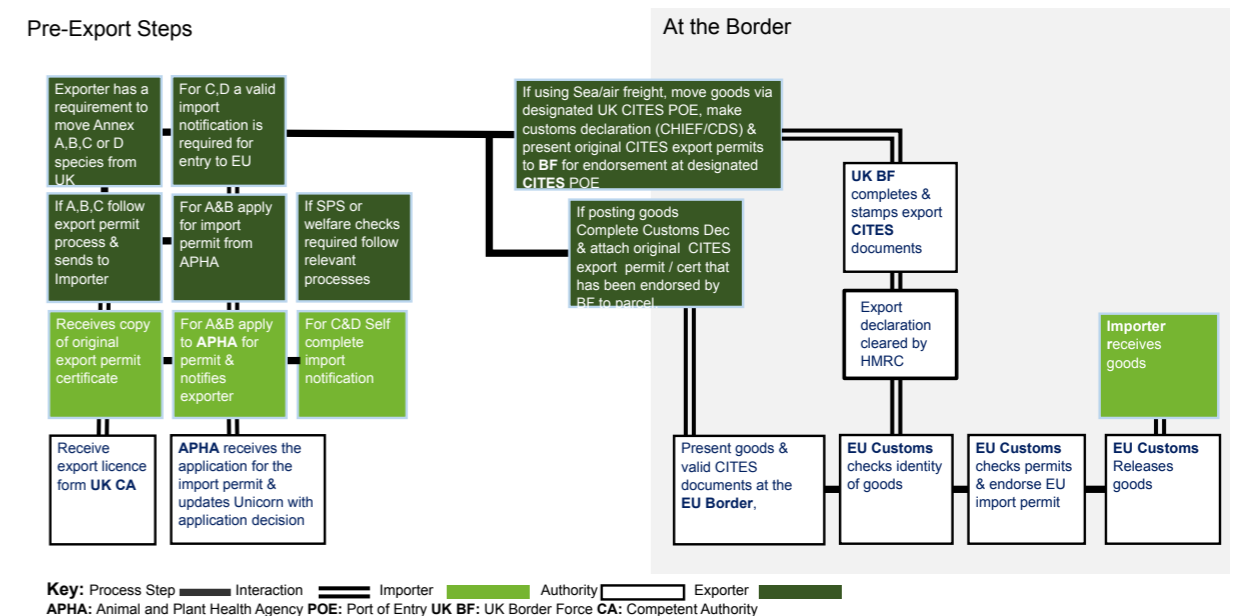 Pre-Export Steps
At the Border
Exporter has a
requirement to
move Annex
A,B,C or D
species from
UK
For C,D a valid
import
notification is
required for
entry to EU
If using Sea/air freight, move goods via
designated UK CITES POE, make
customs declaration (CHIEF/CDS) &
present original CITES export permits
to BF for endorsement at designated
CITES POE
UK BF
completes &
stamps export
CITES
documents
If A,B,C follow
export permit
process &
sends to
Importer
For A&B apply
for import
permit from
APHA
If SPS or
welfare checks
required follow
relevant
processes
If posting goods
Complete Customs Dec
& attach original CITES
export permit / cert that
has been endorsed by
BF to parcel
Export
declaration
cleared by
HMRC
Receives copy
of original
export permit
certificate
For A&B apply
to APHA for
permit &
notifies
exporter
For C&D Self
complete
import
notification
Importer
receives
goods
Receive
export licence
form UK CA
APHA receives the
application for the
import permit &
updates Unicorn with
application decision
Present goods &
valid CITES
documents at the
EU Border,
EU Customs
checks identity
of goods
EU Customs
checks permits
& endorse EU
import permit
EU Customs
Releases
goods
Key: Process Step Interaction Importer Authority Exporter
APHA: Animal and Plant Health Agency POE: Port of Entry UK BF: UK Border Force CA: Competent Authority